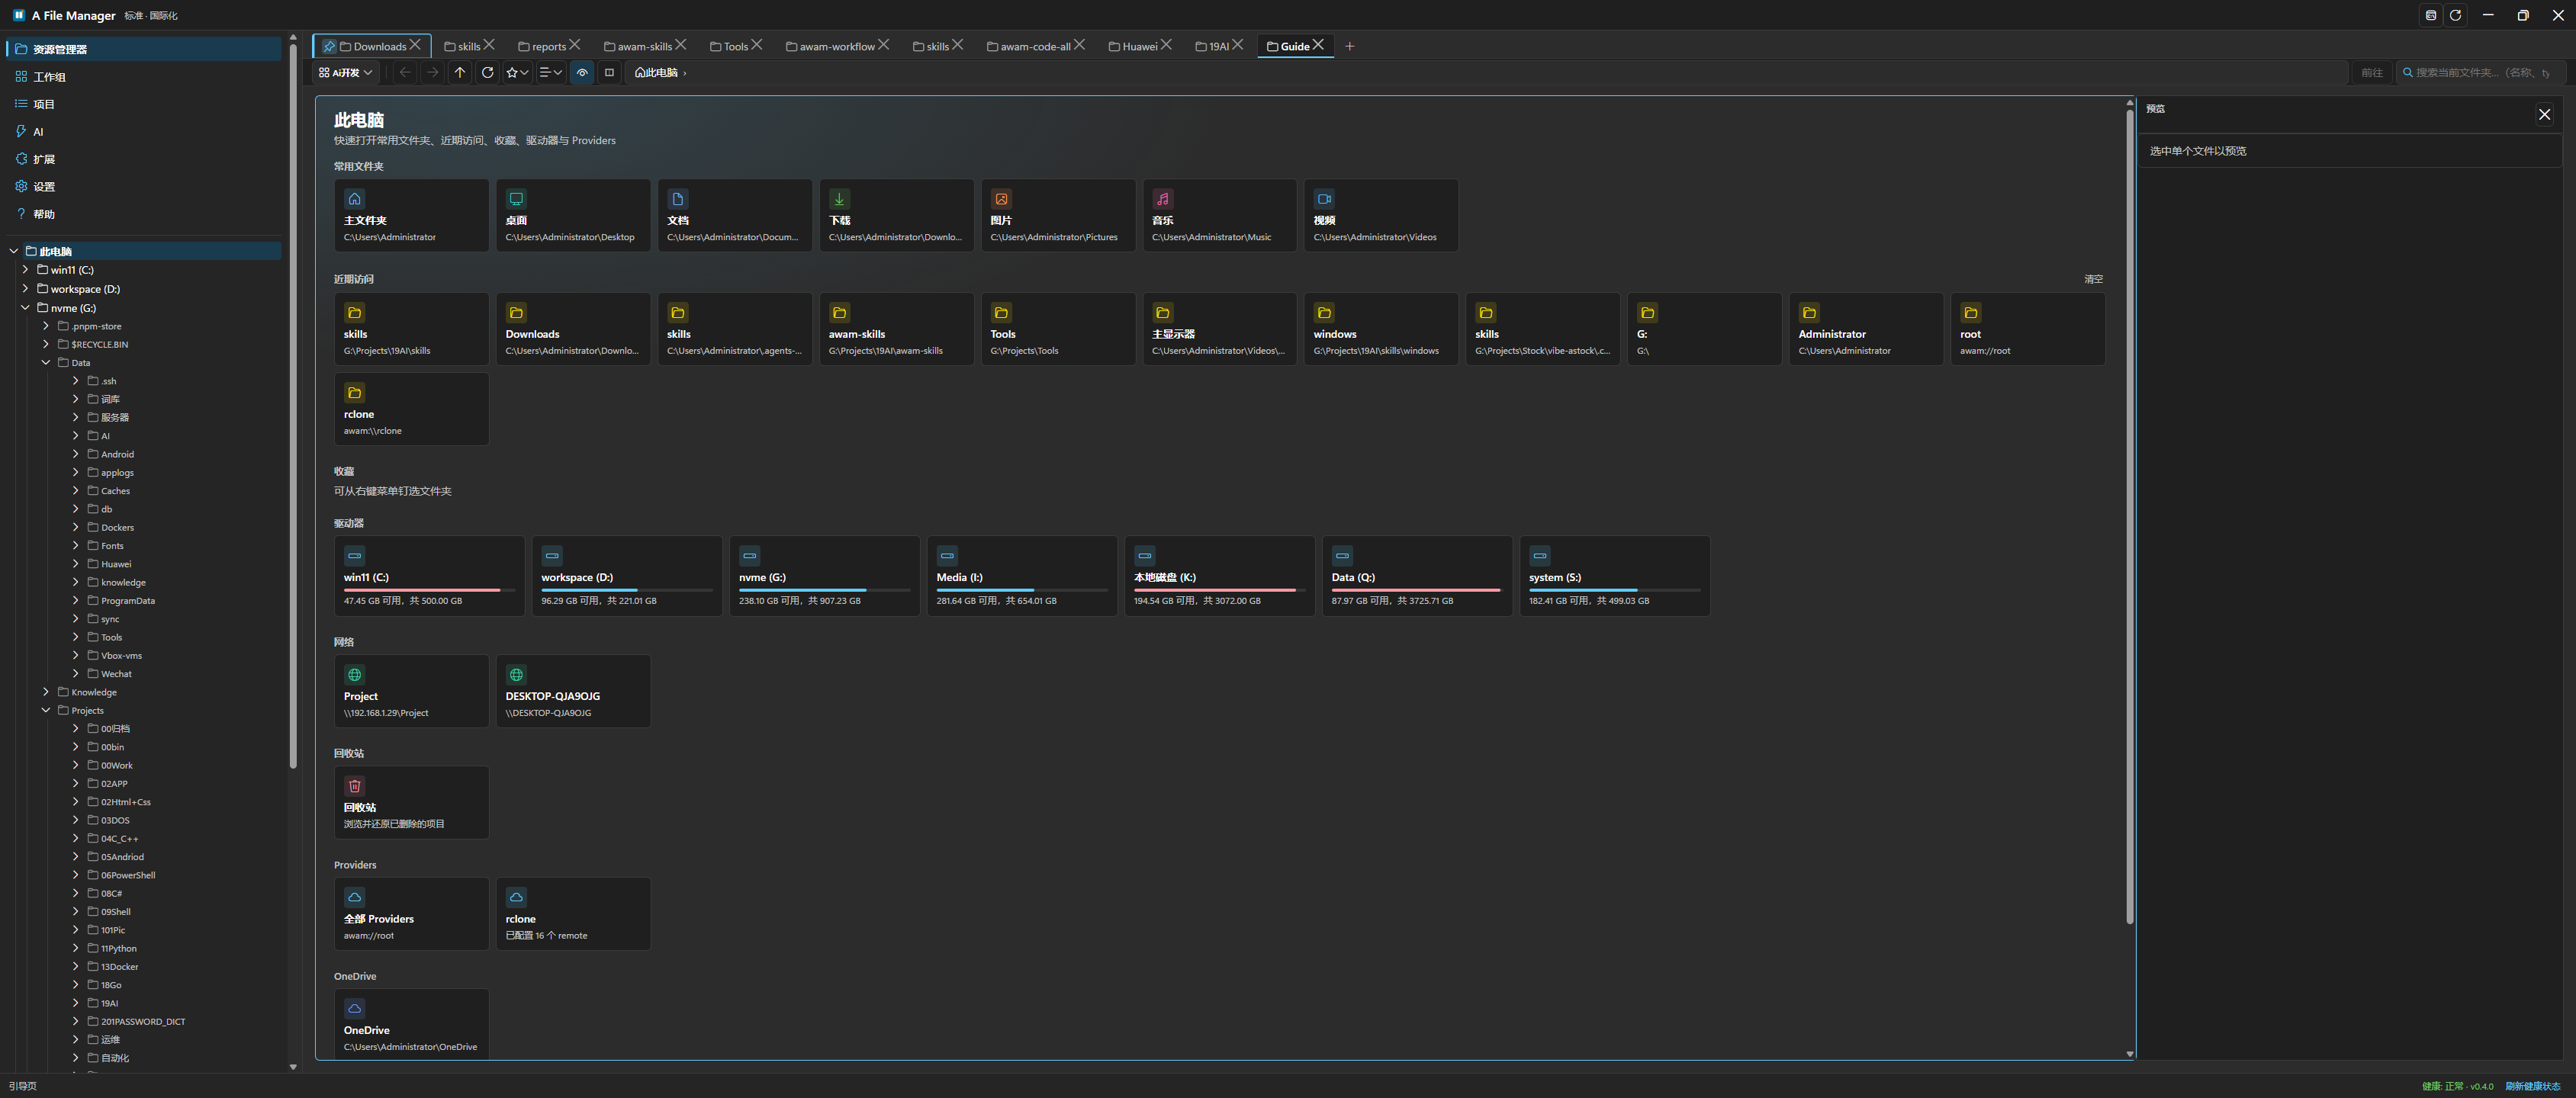 A File Manager 标准 · 国际化
资源管理器
工作组
项目
AI
扩展
设置
帮助
此电脑
win11 (C:)
workspace (D:)
nvme (G:)
.pnpm-store
$RECYCLE.BIN
Data
.ssh
词库
服务器
AI
Android
applogs
Caches
db
Dockers
Fonts
Huawei
knowledge
ProgramData
sync
Tools
Vbox-vms
Wechat
Knowledge
Projects
00归档
00bin
00Work
02APP
02Html+Css
03DOS
04C_C++
05Andriod
06PowerShell
08C#
09Shell
101Pic
11Python
13Docker
18Go
19AI
201PASSWORD_DICT
运维
自动化
Downloads skills reports awam-skills Tools awam-workflow skills awam-code-all Huawei 19AI Guide
Ai开发 此电脑 › 前往 搜索当前文件夹... (名称、ty
此电脑
快速打开常用文件夹、近期访问、收藏、驱动器与 Providers
常用文件夹
主文件夹
C:\Users\Administrator
桌面
C:\Users\Administrator\Desktop
文档
C:\Users\Administrator\Docum...
下载
C:\Users\Administrator\Downlo...
图片
C:\Users\Administrator\Pictures
音乐
C:\Users\Administrator\Music
视频
C:\Users\Administrator\Videos
近期访问 清空
skills
G:\Projects\19AI\skills
Downloads
C:\Users\Administrator\Downlo...
skills
C:\Users\Administrator\.agents-...
awam-skills
G:\Projects\19AI\awam-skills
Tools
G:\Projects\Tools
主显示器
C:\Users\Administrator\Videos\...
windows
G:\Projects\19AI\skills\windows
skills
G:\Projects\Stock\vibe-astock\.c...
G:
G:\
Administrator
C:\Users\Administrator
root
awam://root
rclone
awam:\\rclone
收藏
可从右键菜单钉选文件夹
驱动器
win11 (C:)
47.45 GB 可用，共 500.00 GB
workspace (D:)
96.29 GB 可用，共 221.01 GB
nvme (G:)
238.10 GB 可用，共 907.23 GB
Media (I:)
281.64 GB 可用，共 654.01 GB
本地磁盘 (K:)
194.54 GB 可用，共 3072.00 GB
Data (Q:)
87.97 GB 可用，共 3725.71 GB
system (S:)
182.41 GB 可用，共 499.03 GB
网络
Project
\\192.168.1.29\Project
DESKTOP-QJA9OJG
\\DESKTOP-QJA9OJG
回收站
回收站
浏览并还原已删除的项目
Providers
全部 Providers
awam://root
rclone
已配置 16 个 remote
OneDrive
OneDrive
C:\Users\Administrator\OneDrive
预览
选中单个文件以预览
引导页
健康: 正常 · v0.4.0 刷新健康状态